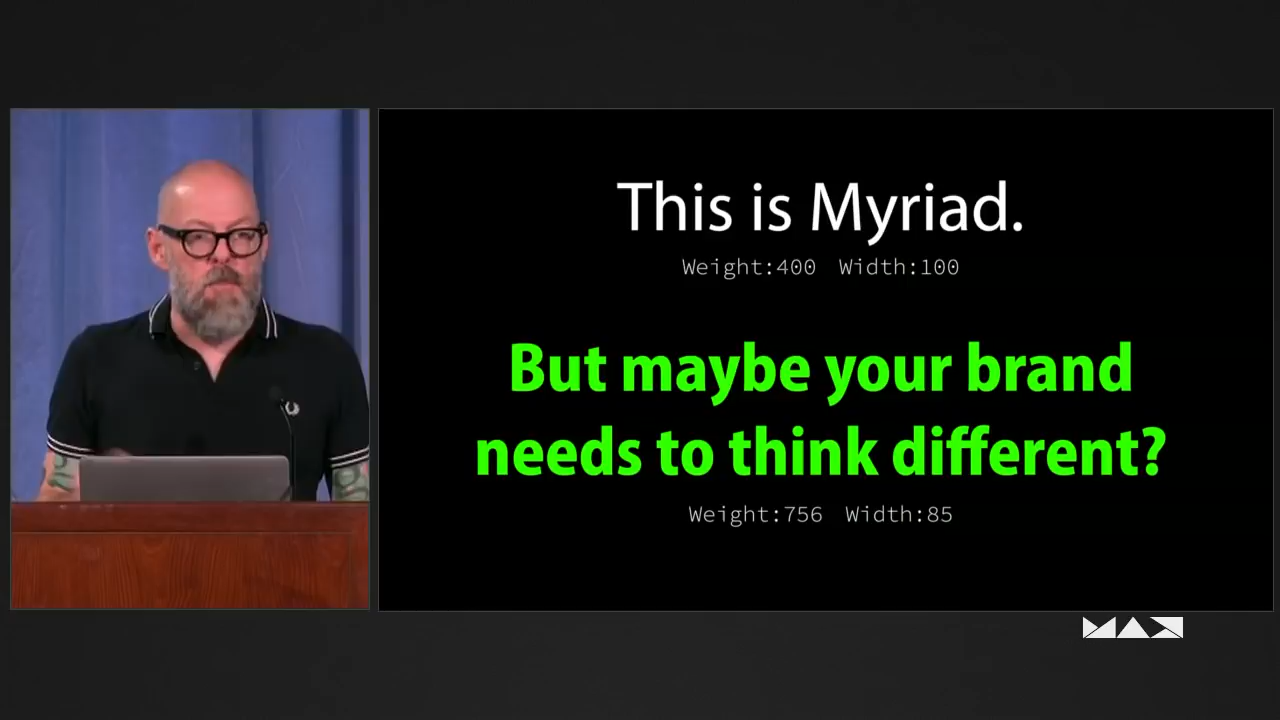 This is Myriad.
Weight:400 Width:100
But maybe your brand
needs to think different?
Weight:756 Width:85
MAX